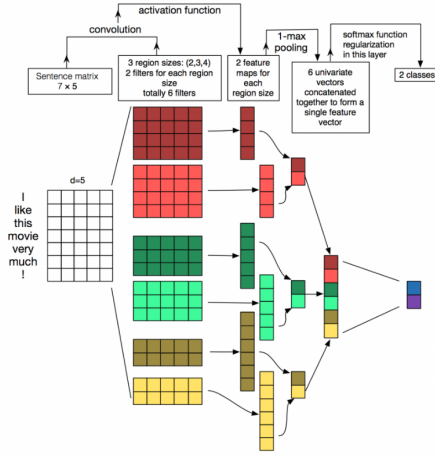 activation function
convolution
1-max
pooling
softmax function
regularization
in this layer
Sentence matrix
7 × 5
3 region sizes: (2,3,4)
2 filters for each region
size
totally 6 filters
2 feature
maps for
each
region size
6 univariate
vectors
concatenated
together to form a
single feature
vector
2 classes
d=5
I
like
this
movie
very
much
!